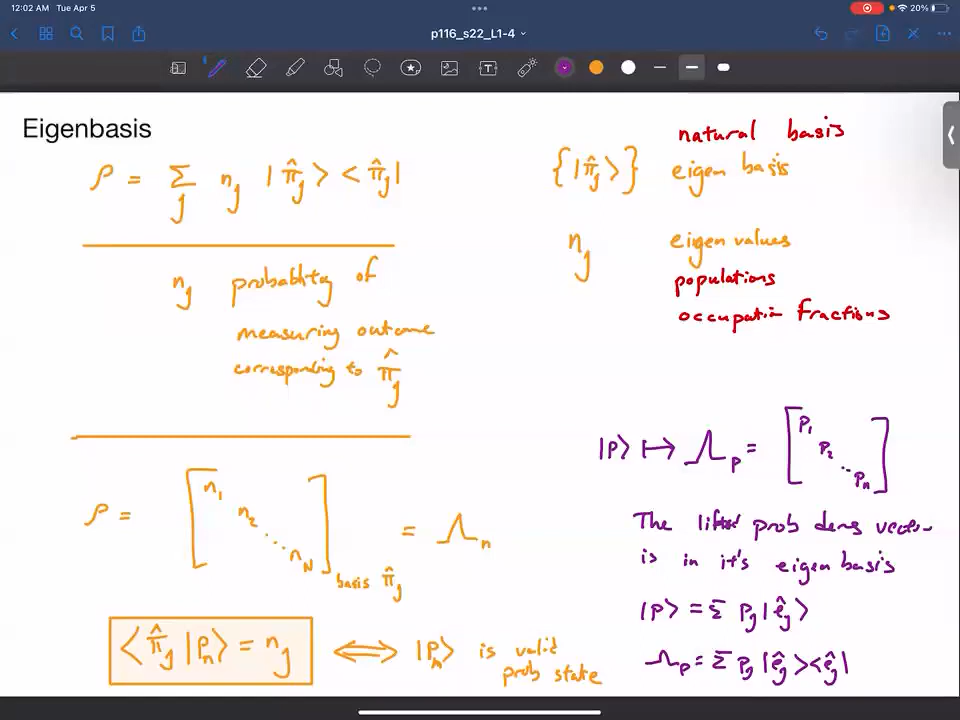 12:02 AM Tue Apr 5
20%
p116_s22_L1-4
Eigenbasis
natural basis
ρ = Σ_j n_j |π̂_j> <π̂_j|
{|π̂_j>} eigen basis
n_j eigen values
populations
occupation fractions
n_j probablity of
measuring outcome
corresponding to π̂_j
|p> ↦ Λ_p = [p_1 p_2 ⋱ p_n]
ρ = [n_1 n_2 ⋱ n_N] basis π̂_j = Λ_n
The lifted prob dens vector
is in it's eigen basis
|p> = Σ p_j |ê_j>
Λ_p = Σ p_j |ê_j><ê_j|
<π̂_j|p_n> = n_j ⟺ |p_n> is valid
prob state